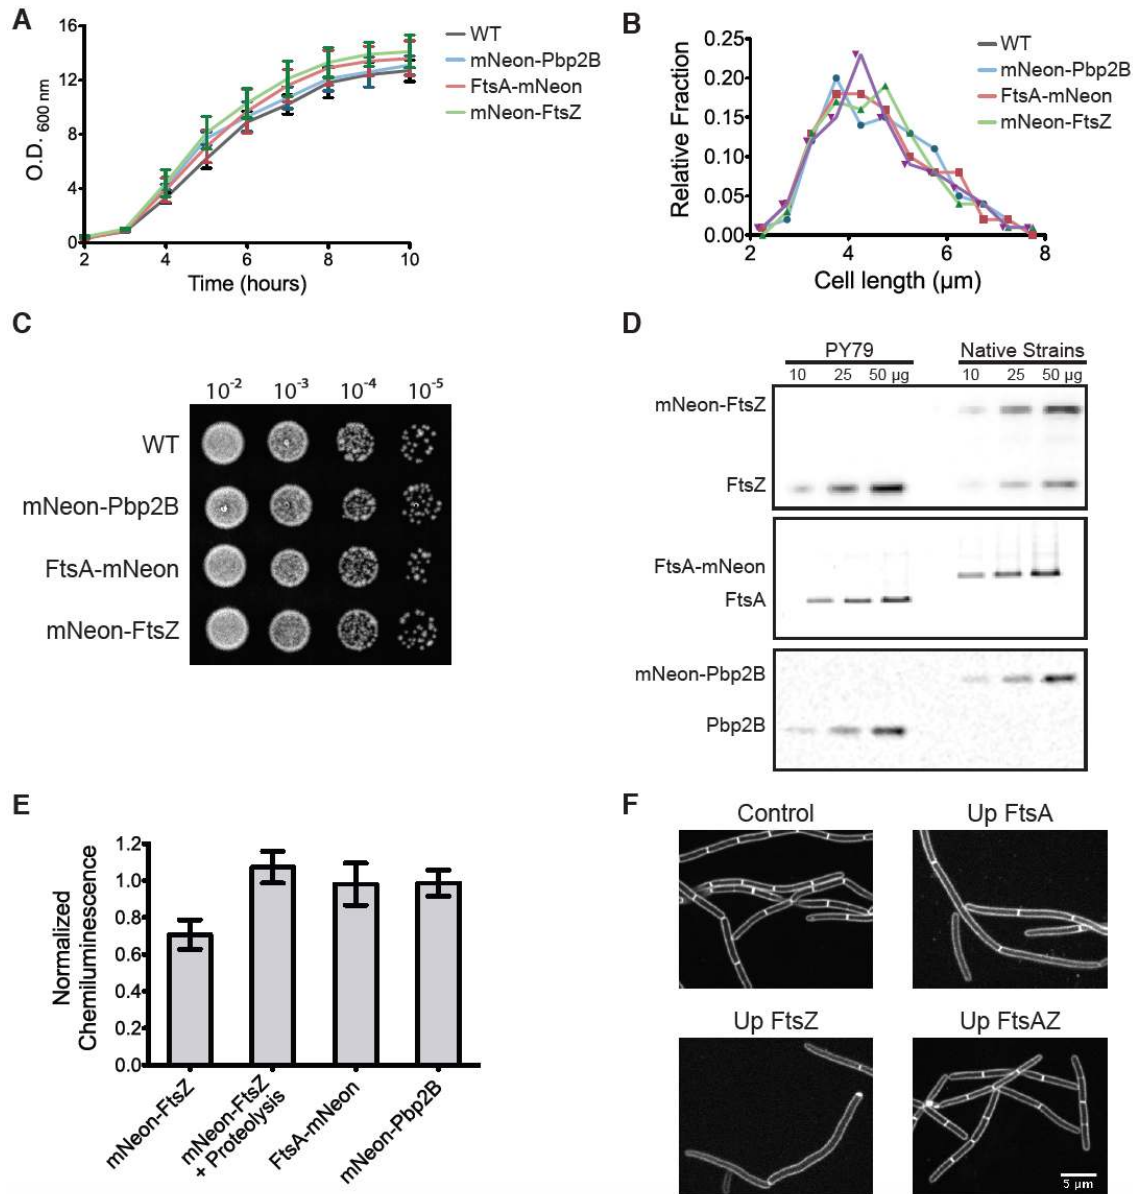 A
16
12
8
4
0
O.D. 600 nm
2 4 6 8 10
Time (hours)
WT
mNeon-Pbp2B
FtsA-mNeon
mNeon-FtsZ
B
0.25
0.20
0.15
0.10
0.05
0.00
Relative Fraction
2 4 6 8
Cell length (µm)
WT
mNeon-Pbp2B
FtsA-mNeon
mNeon-FtsZ
C
10-2 10-3 10-4 10-5
WT
mNeon-Pbp2B
FtsA-mNeon
mNeon-FtsZ
D
PY79 Native Strains
10 25 50 µg 10 25 50 µg
mNeon-FtsZ
FtsZ
FtsA-mNeon
FtsA
mNeon-Pbp2B
Pbp2B
E
Normalized
Chemiluminescence
1.2
1.0
0.8
0.6
0.4
0.2
0.0
mNeon-FtsZ
mNeon-FtsZ
+ Proteolysis
FtsA-mNeon
mNeon-Pbp2B
F
Control Up FtsA
Up FtsZ Up FtsAZ
5 µm